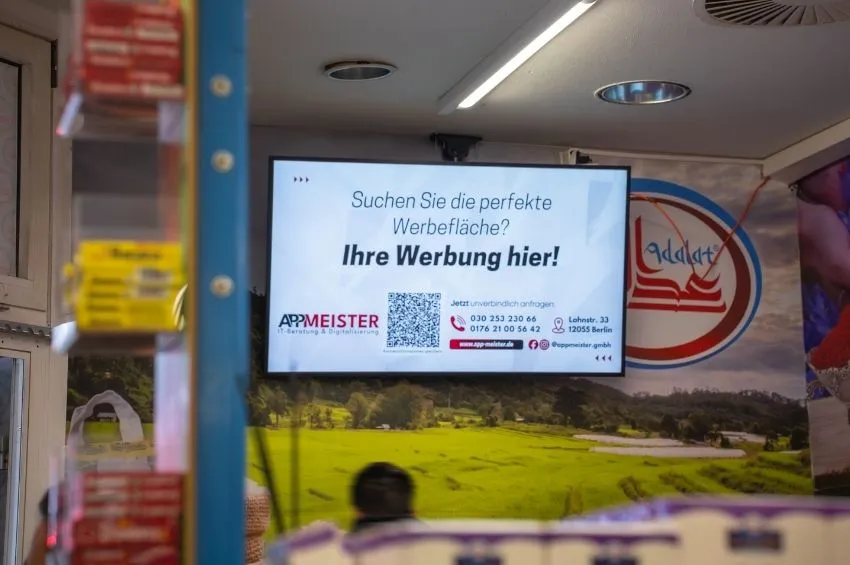 Suchen Sie die perfekte
Werbefläche?
Ihre Werbung hier!
APPMEISTER
IT-Beratung & Digitalisierung
Jetzt unverbindlich anfragen
030 253 230 66
0176 21 00 56 42
www.app-meister.de
Lahnstr. 33
12055 Berlin
@appmeister.gmbh
Adalat